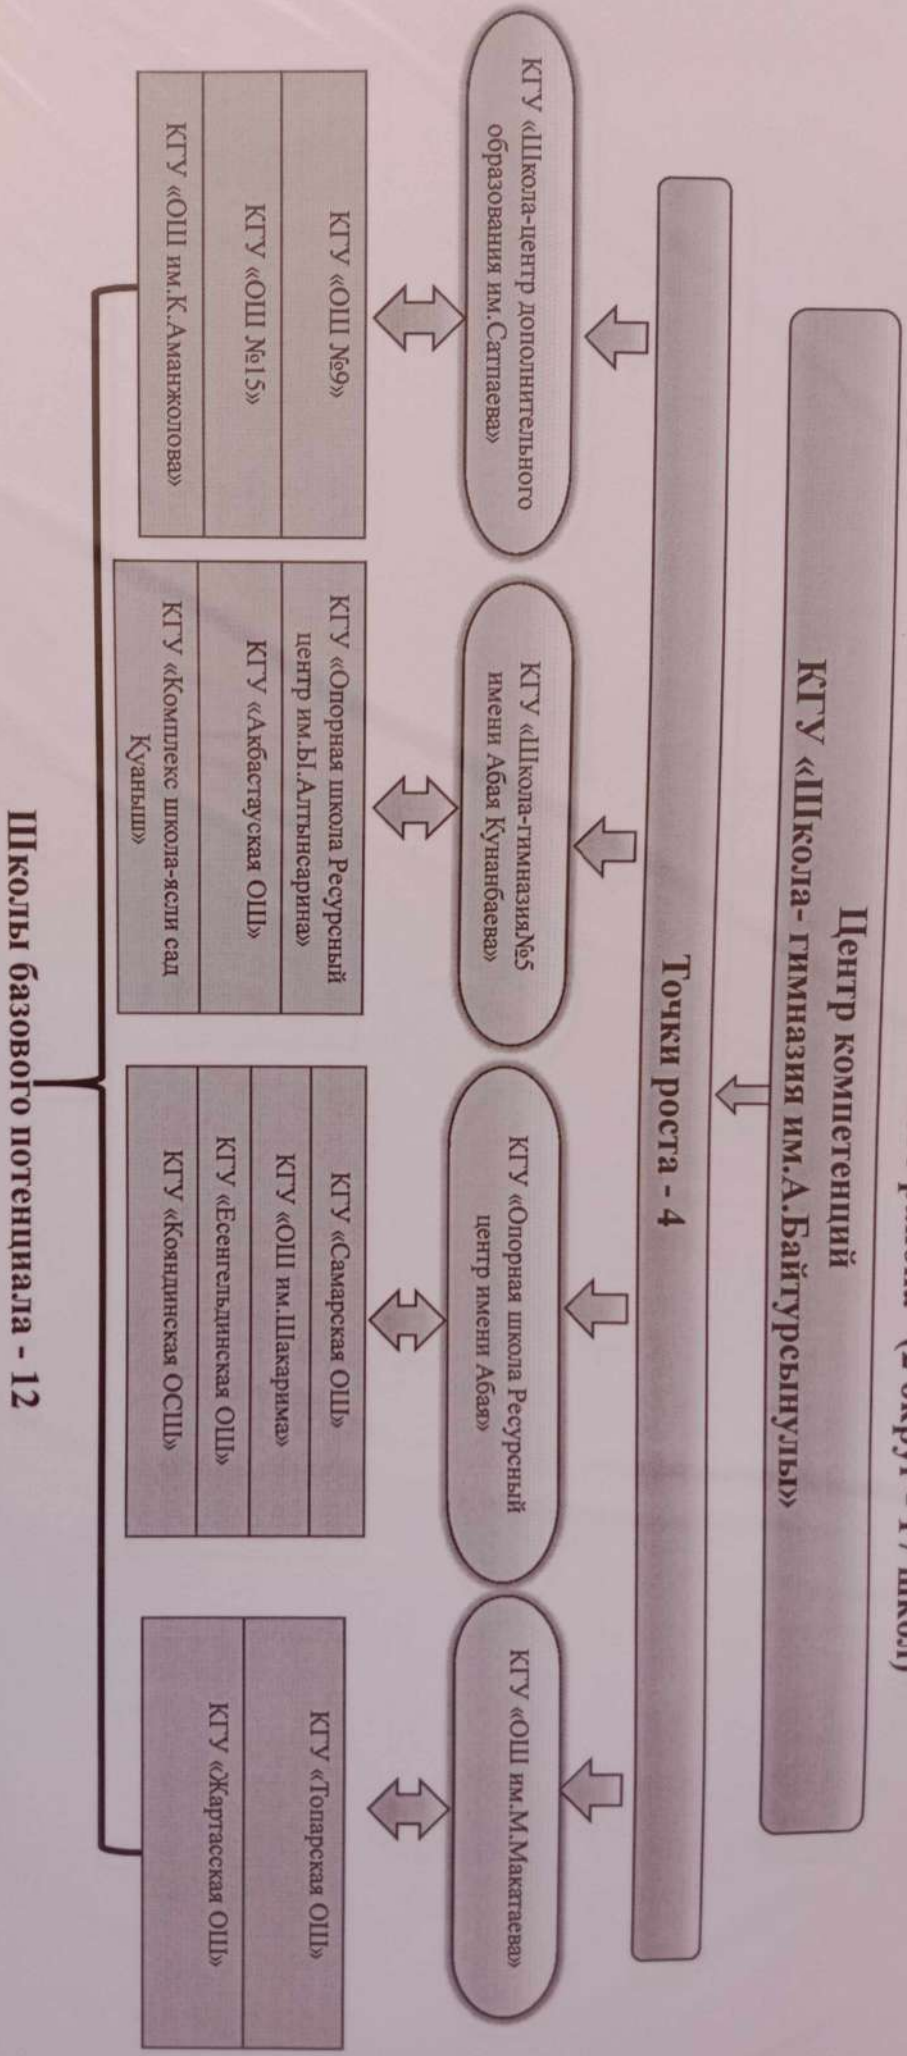 (1 округ - 17 школ)
Центр компетенций
КГУ «Школа- гимназия им.А.Байтурсынулы»
Точки роста - 4
КГУ «Школа-центр дополнительного
образования им.Сатпаева»
КГУ «Школа-гимназия№5
имени Абая Кунанбаева»
КГУ «Опорная школа Ресурсный
центр имени Абая»
КГУ «ОШ им.М.Макатаева»
КГУ «ОШ №9»
КГУ «ОШ №15»
КГУ «ОШ им.К.Аманжолова»
КГУ «Опорная школа Ресурсный
центр им.Ы.Алтынсарина»
КГУ «Акбастауская ОШ»
КГУ «Комплекс школа-ясли сад
Куаныш»
КГУ «Самарская ОШ»
КГУ «ОШ им.Шакарима»
КГУ «Есенгельдинская ОШ»
КГУ «Кояндинская ОСШ»
КГУ «Топарская ОШ»
КГУ «Жартасская ОШ»
Школы базового потенциала - 12